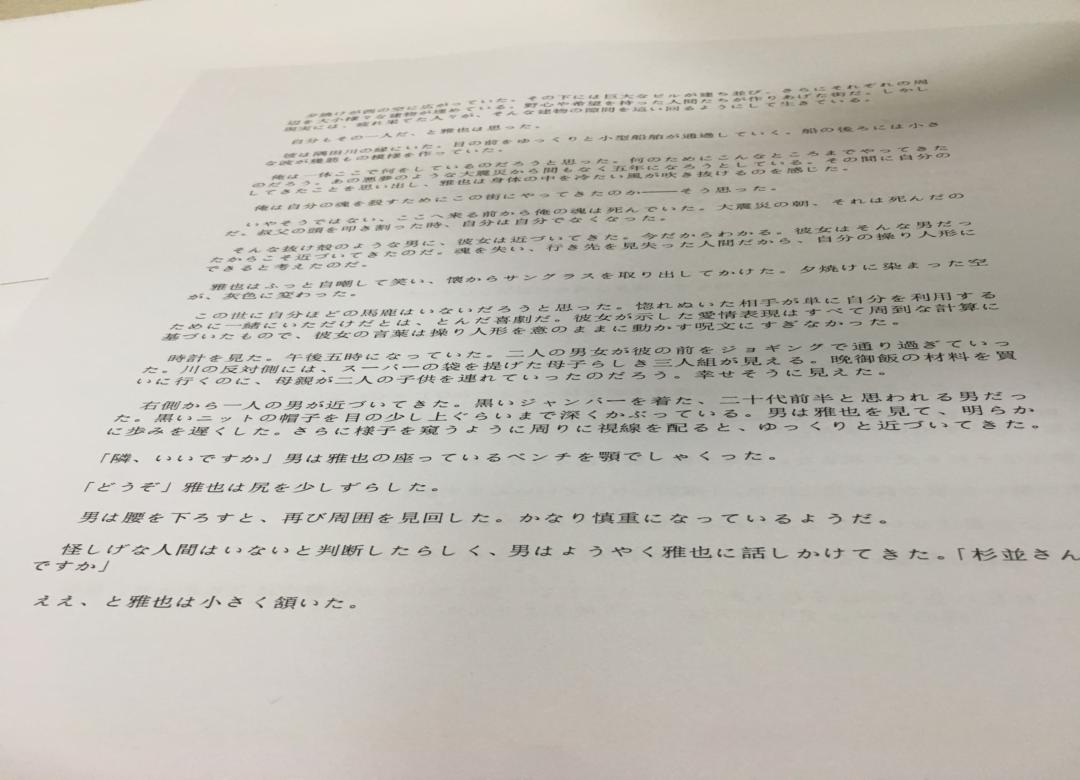 夕焼けが西の空に広がっていた。その下には巨大なビルが建ち並び、さらにそれぞれの周
辺を大小様々な建物が埋めている。野心や希望を持った人間たちが作りあげた街だ。しかし
現実には、疲れ果てた人々が、そんな建物の隙間を這い回るようにして生きている。
自分もその一人だ、と雅也は思った。
彼は隅田川の縁にいた。目の前をゆっくりと小型船舶が通過していく。船の後ろには小さ
な波が幾筋もの模様を作っていた。
俺は一体ここで何をしているのだろうと思った。何のためにこんなところまでやってきた
のだろう。あの悪夢のような大震災から間もなく五年になろうとしている。その間に自分の
してきたことを思い出し、雅也は身体の中を冷たい風が吹き抜けるのを感じた。
俺は自分の魂を殺すためにこの街にやってきたのか――そう思った。
いやそうではない、ここへ来る前から俺の魂は死んでいた。大震災の朝、それは死んだの
だ。叔父の頭を叩き割った時、自分は自分でなくなった。
そんな抜け殻のような男に、彼女は近づいてきた。今だからわかる。彼女はそんな男だっ
たからこそ近づいてきたのだ。魂を失い、行き先を見失った人間だから、自分の操り人形に
できると考えたのだ。
雅也はふっと自嘲して笑い、懐からサングラスを取り出してかけた。夕焼けに染まった空
が、灰色に変わった。
この世に自分ほどの馬鹿はいないだろうと思った。惚れぬいた相手が単に自分を利用する
ために一緒にいただけだとは、とんだ喜劇だ。彼女が示した愛情表現はすべて周到な計算に
基づいたもので、彼女の言葉は操り人形を意のままに動かす呪文にすぎなかった。
時計を見た。午後五時になっていた。二人の男女が彼の前をジョギングで通り過ぎていっ
た。川の反対側には、スーパーの袋を提げた母子らしき三人組が見える。晩御飯の材料を買
いに行くのに、母親が二人の子供を連れていったのだろう。幸せそうに見えた。
右側から一人の男が近づいてきた。黒いジャンパーを着た、二十代前半と思われる男だっ
た。黒いニットの帽子を目の少し上ぐらいまで深くかぶっている。男は雅也を見て、明らか
に歩みを遅くした。さらに様子を窺うように周りに視線を配ると、ゆっくりと近づいてきた。
「隣、いいですか」男は雅也の座っているベンチを顎でしゃくった。
「どうぞ」雅也は尻を少しずらした。
男は腰を下ろすと、再び周囲を見回した。かなり慎重になっているようだ。
怪しげな人間はいないと判断したらしく、男はようやく雅也に話しかけてきた。「杉並さん
ですか」
ええ、と雅也は小さく頷いた。